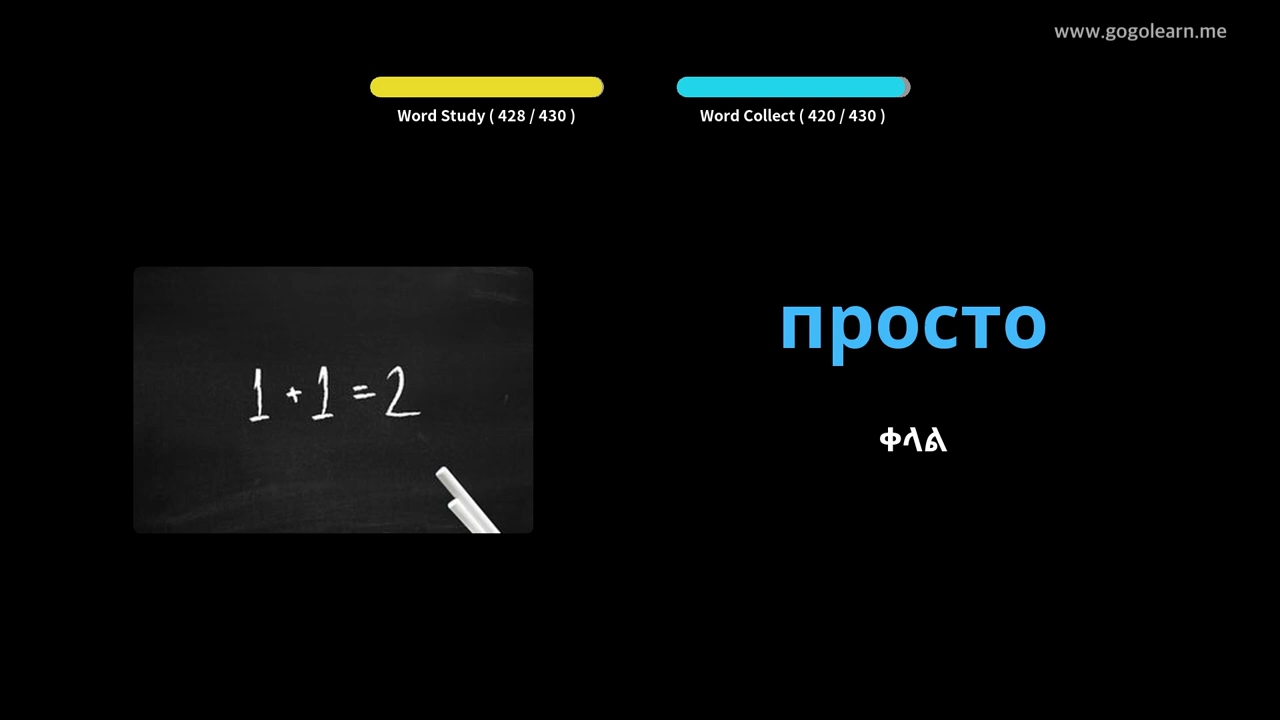 www.gogolearn.me
Word Study ( 428 / 430 )
Word Collect ( 420 / 430 )
1 + 1 = 2
просто
ቀላል